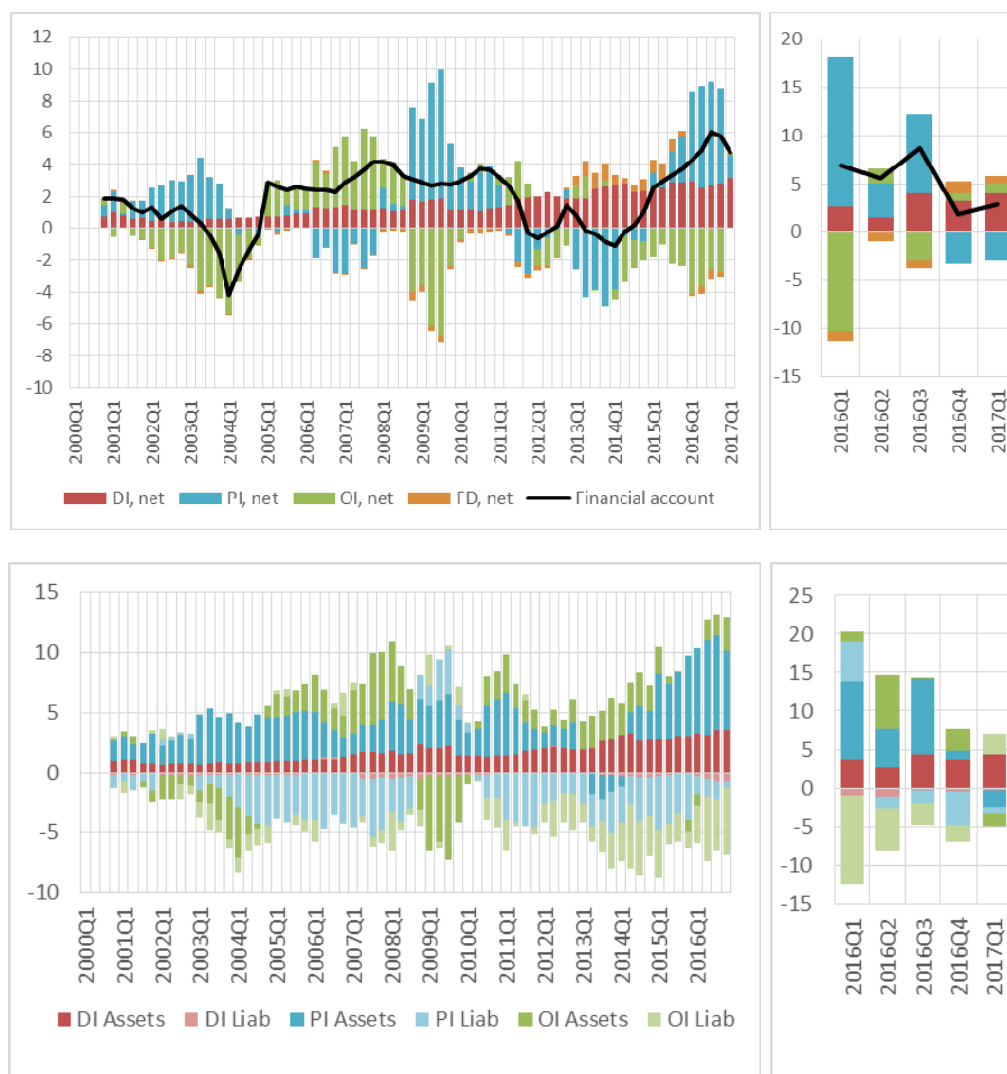 12
10
8
6
4
2
0
-2
-4
-6
-8
-10
2000Q1
2001Q1
2002Q1
2003Q1
2004Q1
2005Q1
2006Q1
2007Q1
2008Q1
2009Q1
2010Q1
2011Q1
2012Q1
2013Q1
2014Q1
2015Q1
2016Q1
2017Q1
DI, net PI, net OI, net FD, net Financial account
20
15
10
5
0
-5
-10
-15
2016Q1
2016Q2
2016Q3
2016Q4
2017Q1
15
10
5
0
-5
-10
2000Q1
2001Q1
2002Q1
2003Q1
2004Q1
2005Q1
2006Q1
2007Q1
2008Q1
2009Q1
2010Q1
2011Q1
2012Q1
2013Q1
2014Q1
2015Q1
2016Q1
DI Assets DI Liab PI Assets PI Liab OI Assets OI Liab
25
20
15
10
5
0
-5
-10
-15
2016Q1
2016Q2
2016Q3
2016Q4
2017Q1